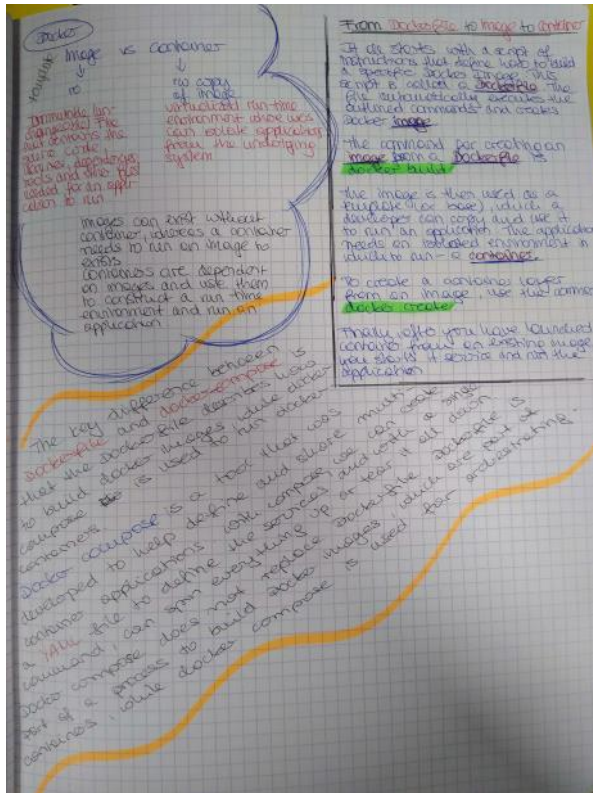 Docker
Image vs Container
template
no
no copy
of image
immutable (un-
changeable) file
that contains the
source code,
libraries, dependencies,
tools and other files
needed for an appli-
cation to run
virtualized run-time
environment where users
can isolate applications
from the underlying
system
images can exist without
container, whereas a container
needs to run an image to
exists
containers are dependent
on images and use them
to construct a run-time
environment and run an
application
From Dockerfile to Image to Container
It all starts with a script of
instructions that define how to build
a specific Docker image. This
script is called a Dockerfile. The
file automatically executes the
outlined commands and creates
Docker image
The command for creating an
image from a Dockerfile is
docker build
The image is then used as a
template (or base), which a
developer can copy and use it
to run an application. The application
needs an isolated environment in
which to run - a container.
To create a container layer
from an image, use the comman
docker create
Finally, after you have launched
container from an existing image
you start it service and run the
application
The key difference between
Dockerfile and docker-compose is
that the Dockerfile describes how
to build docker images while docker
compose is used to run docker
containers
Docker compose is a tool that was
developed to help define and share multi-
container applications. With compose, we can create
a YAML file to define the services and with a single
command, can spin everything up or tear it all down
Docker compose does not replace Dockerfile. Dockerfile is
part of a process to build Docker images, which are part of
containers, while docker compose is used for orchestrating.